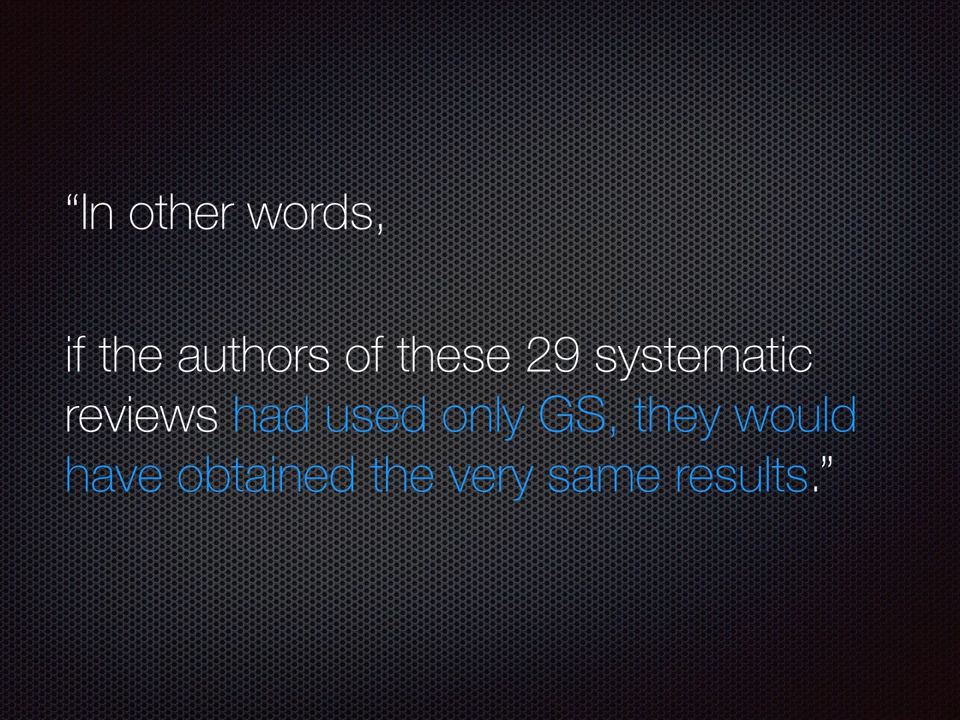 “In other words,
if the authors of these 29 systematic
reviews had used only GS, they would
have obtained the very same results.”